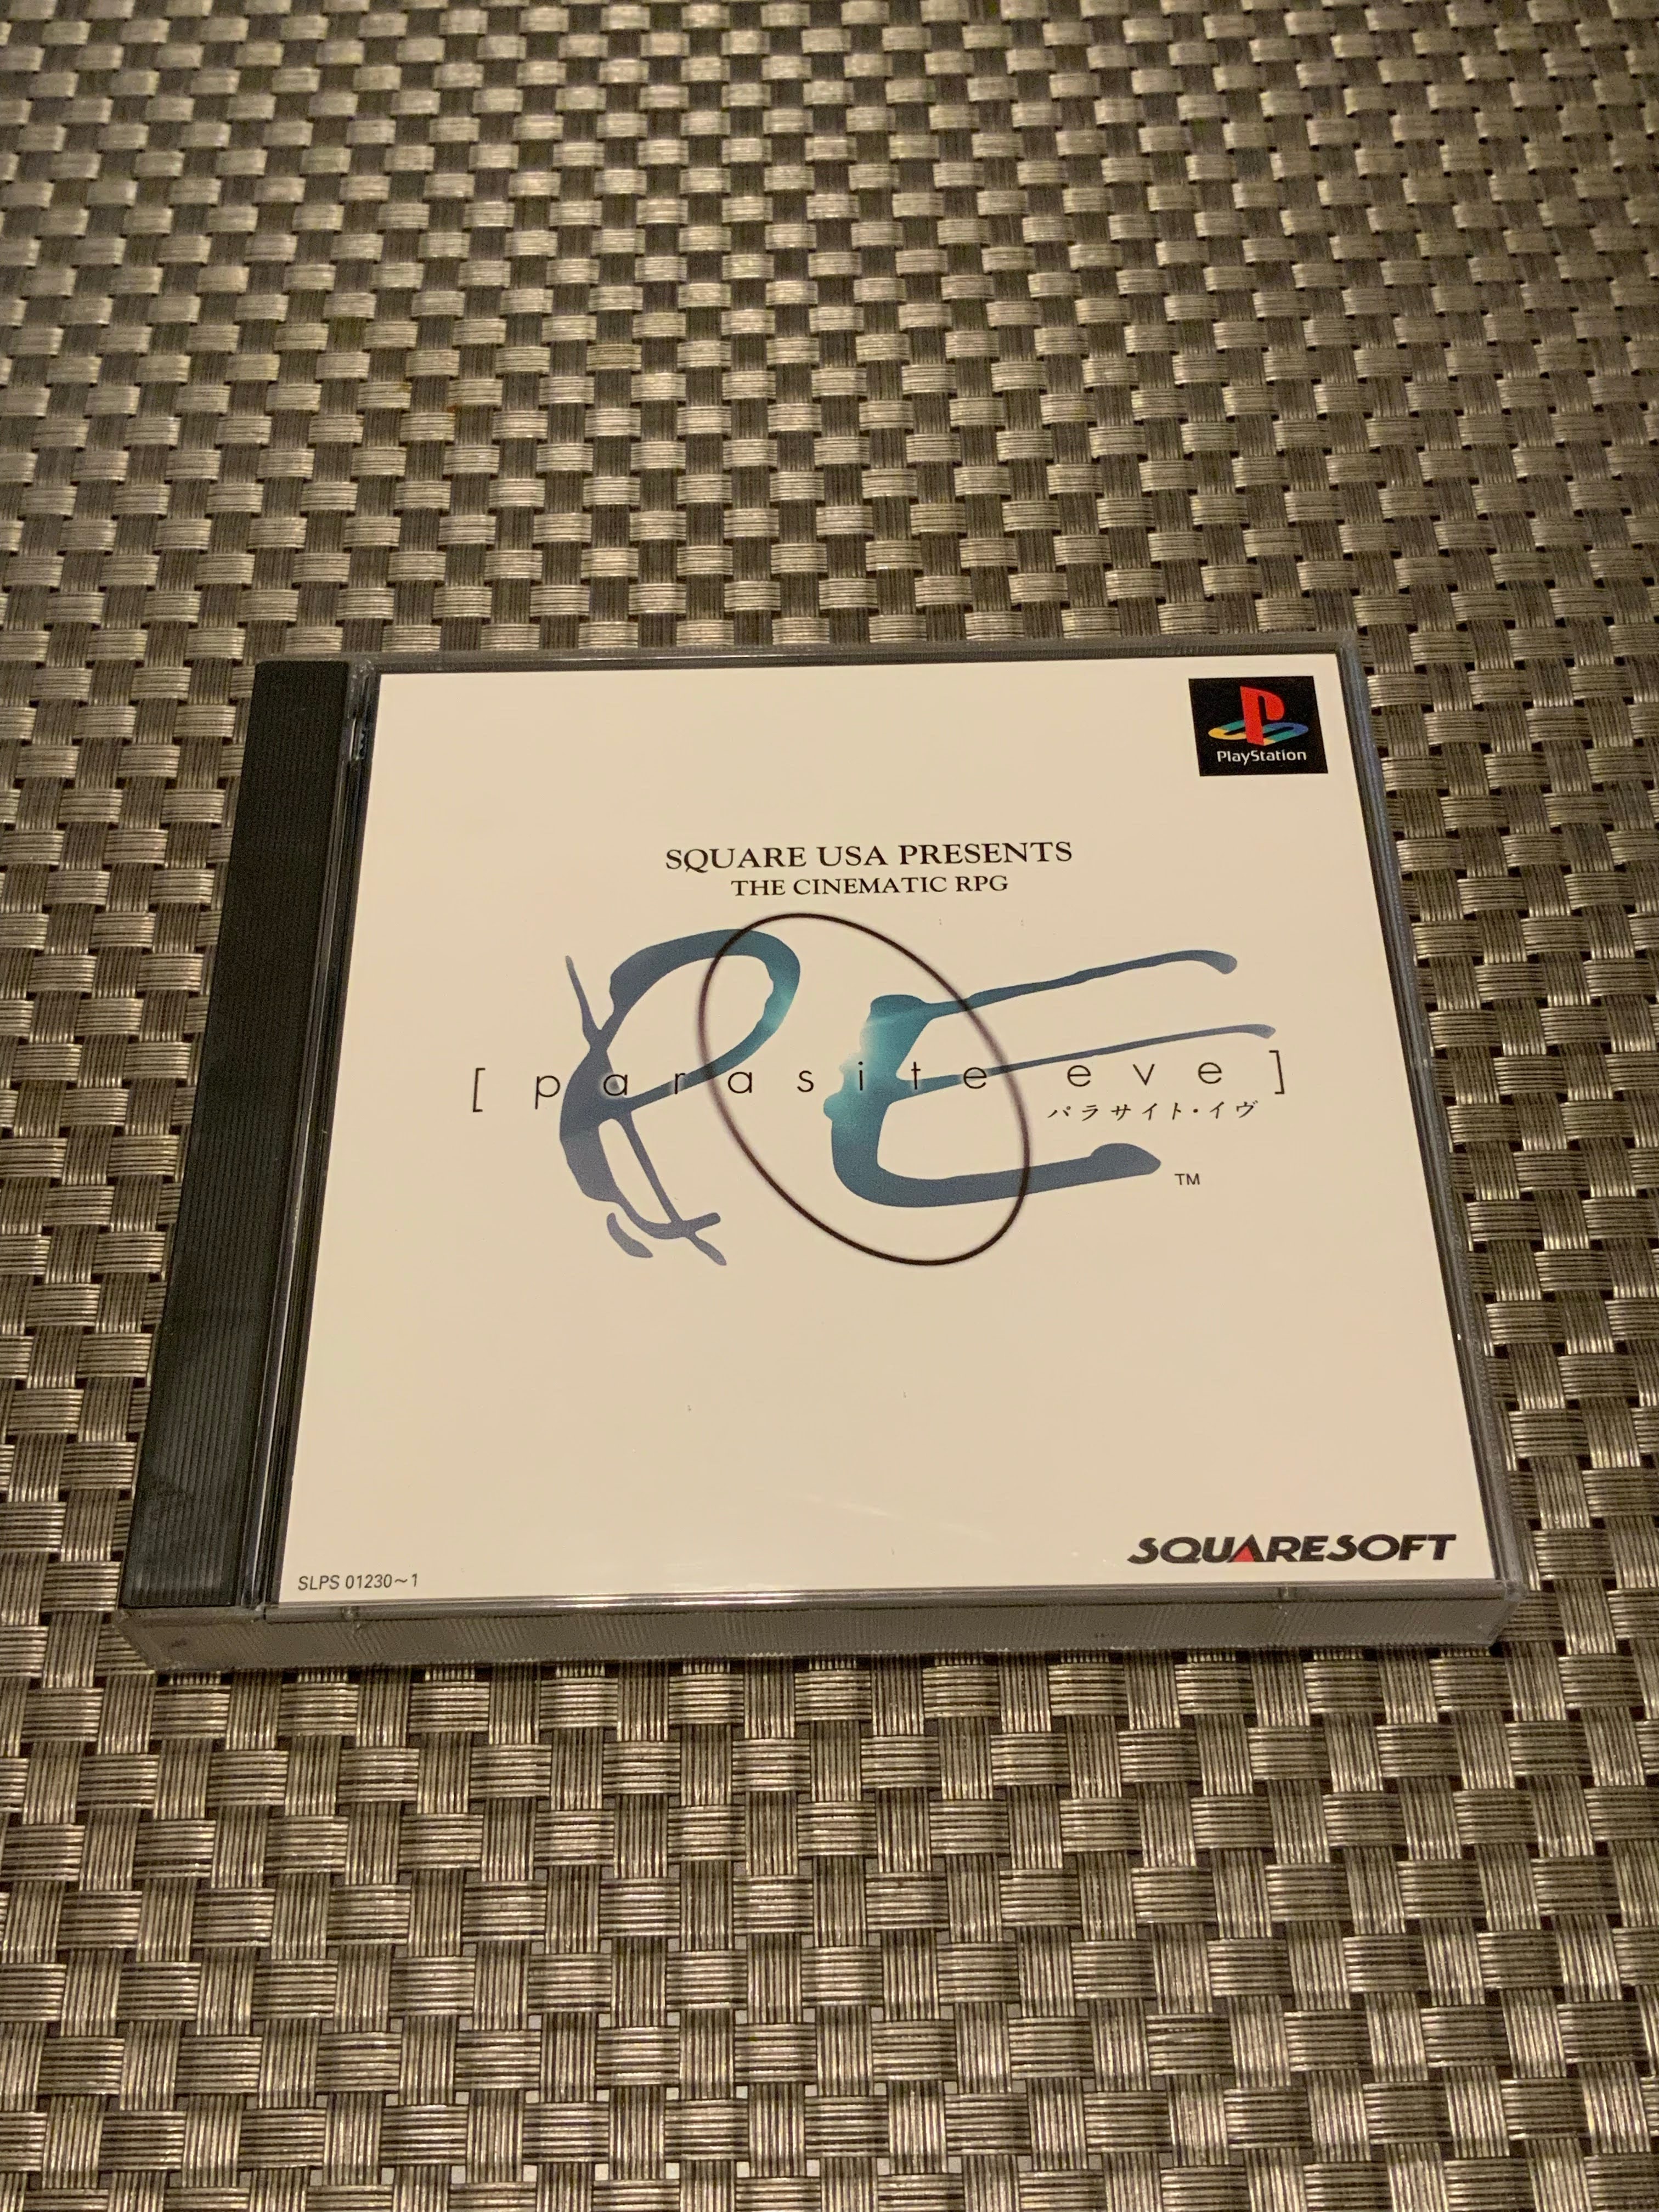 PlayStation
SQUARE USA PRESENTS
THE CINEMATIC RPG
PE
[ parasite eve ]
パラサイト・イヴ
TM
SQUARESOFT
SLPS 01230~1